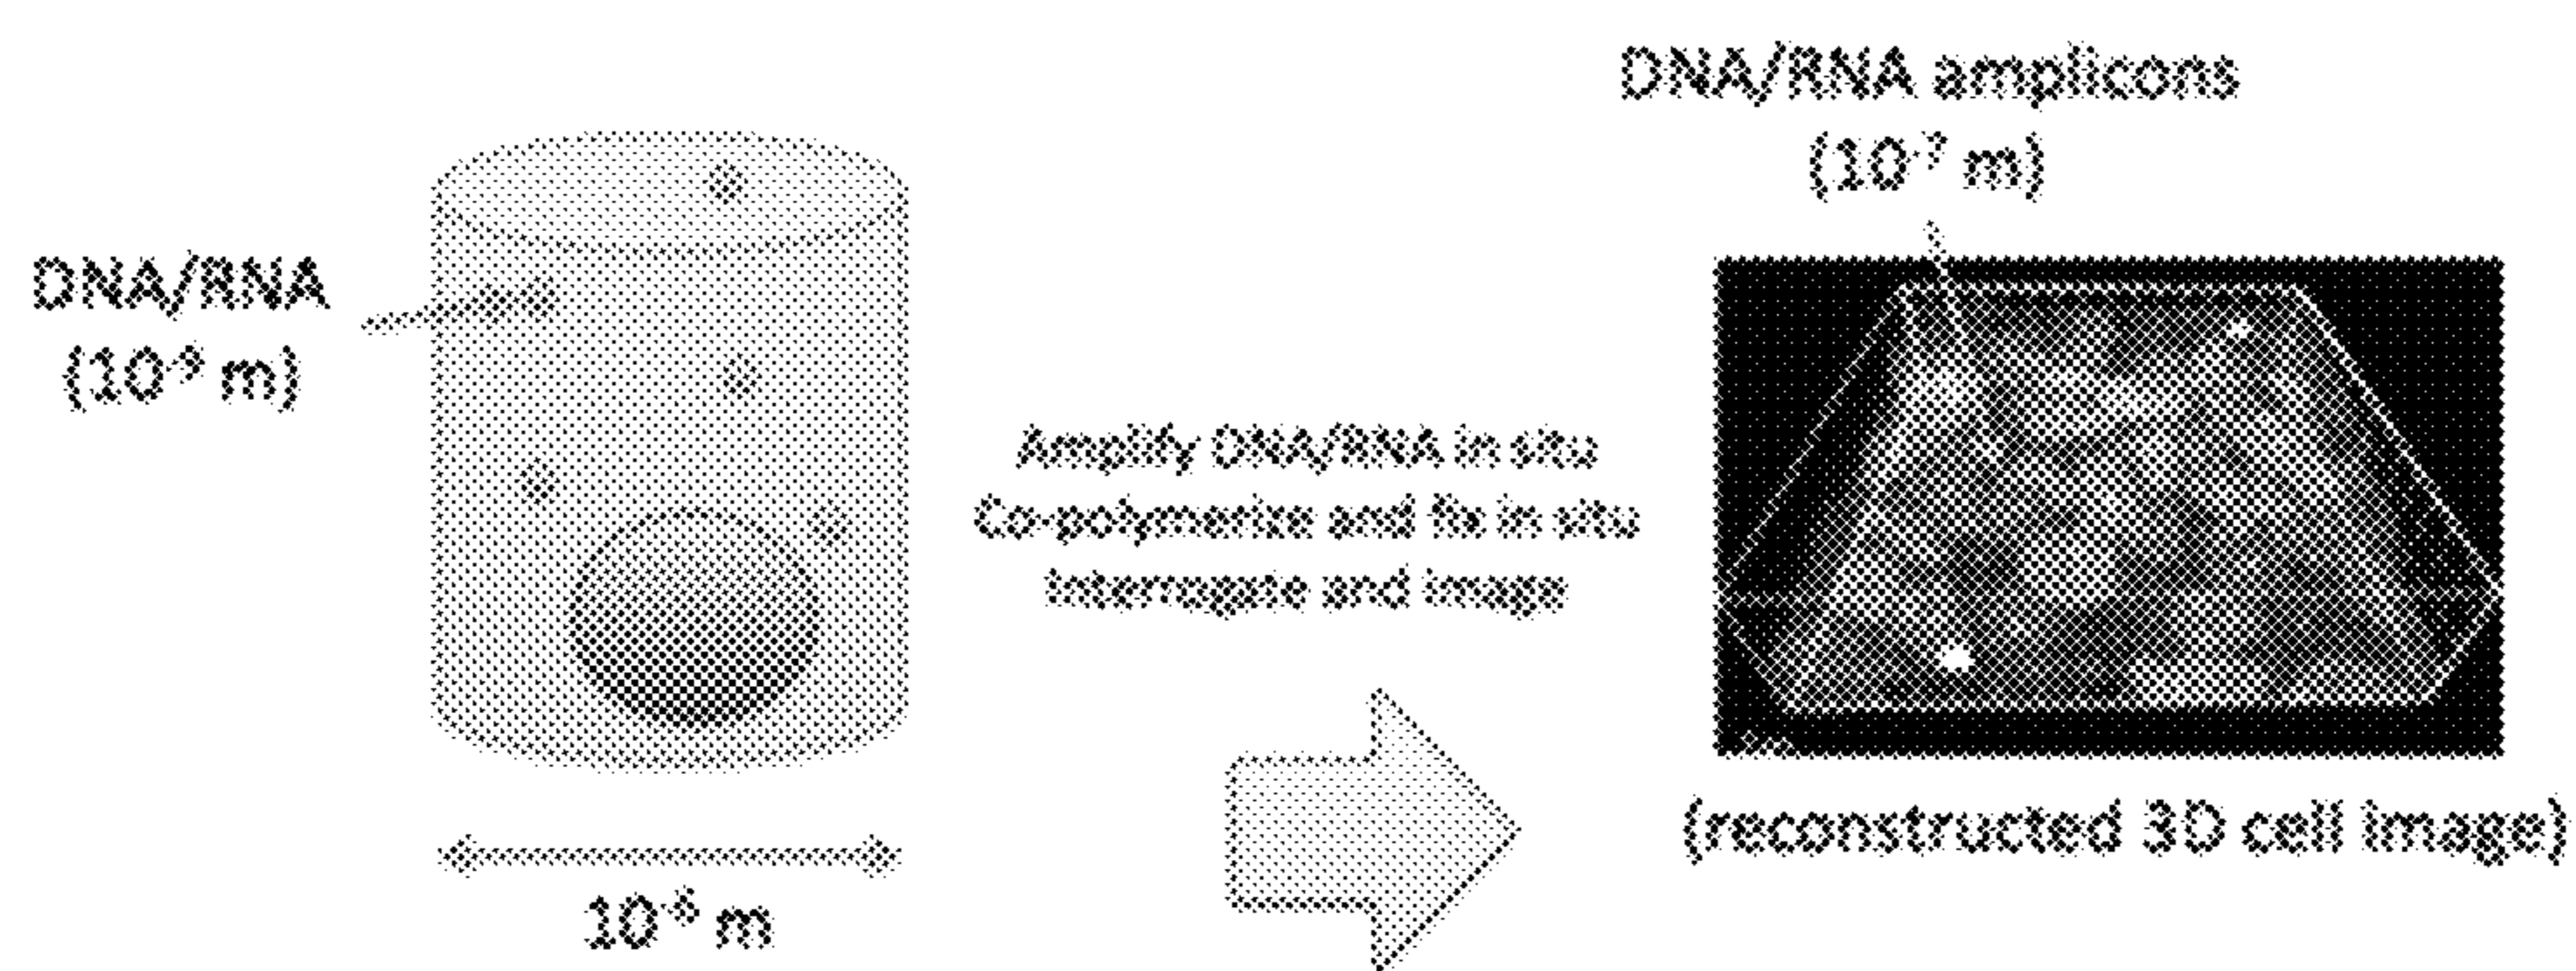 DNA/RNA
(10⁻⁹ m)
10⁻⁶ m
Amplify DNA/RNA in situ
Co-polymerize and fix in situ
Interrogate and image
DNA/RNA amplicons
(10⁻⁷ m)
(reconstructed 3D cell image)